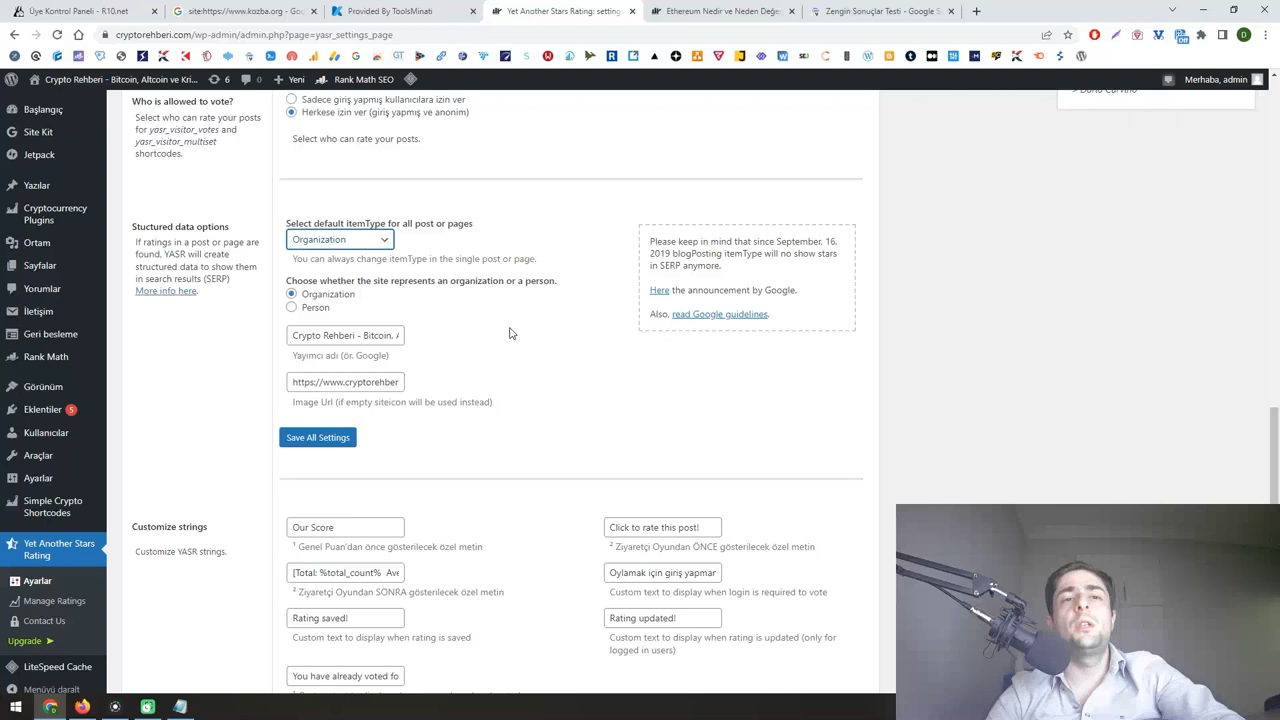 Üye Kontrol Paneli - R10.net
site:https://www.kozba.org - Goo
Provided By ToolsMinati
Yet Another Stars Rating: setting
Ethereum Nedir ve Neden Değer
Zengin Sonuçlar Testi - Google S
cryptorehberi.com/wp-admin/admin.php?page=yasr_settings_page
Crypto Rehberi - Bitcoin, Altcoin ve Kri...
6
0
Yeni
Rank Math SEO
Merhaba, admin
Başlangıç
Site Kit
Jetpack
Yazılar
Cryptocurrency
Plugins
Ortam
Sayfalar
Yorumlar
İletişim
Geri besleme
Rank Math
Görünüm
Eklentiler 5
Kullanıcılar
Araçlar
Ayarlar
Simple Crypto
Shortcodes
Yet Another Stars
Rating
Ayarlar
Manage Ratings
Contact Us
Upgrade ➤
LiteSpeed Cache
Menüyü daralt
Who is allowed to vote?
Select who can rate your posts
for yasr_visitor_votes and
yasr_visitor_multiset
shortcodes.
Sadece giriş yapmış kullanıcılara izin ver
Herkese izin ver (giriş yapmış ve anonim)
Select who can rate your posts.
Stuctured data options
If ratings in a post or page are
found, YASR will create
structured data to show them
in search results (SERP)
More info here.
Select default itemType for all post or pages
Organization
You can always change itemType in the single post or page.
Choose whether the site represents an organization or a person.
Organization
Person
Crypto Rehberi - Bitcoin, A
Yayımcı adı (ör. Google)
https://www.cryptorehber
Image Url (if empty siteicon will be used instead)
Save All Settings
Please keep in mind that since September, 16,
2019 blogPosting itemType will no show stars
in SERP anymore.
Here the announcement by Google.
Also, read Google guidelines.
Customize strings
Customize YASR strings.
Our Score
¹ Genel Puan'dan önce gösterilecek özel metin
Click to rate this post!
² Ziyaretçi Oyundan ÖNCE gösterilecek özel metin
[Total: %total_count% Ave
² Ziyaretçi Oyundan SONRA gösterilecek özel metin
Oylamak için giriş yapmar
Custom text to display when login is required to vote
Rating saved!
Custom text to display when rating is saved
Rating updated!
Custom text to display when rating is updated (only for
logged in users)
You have already voted fo